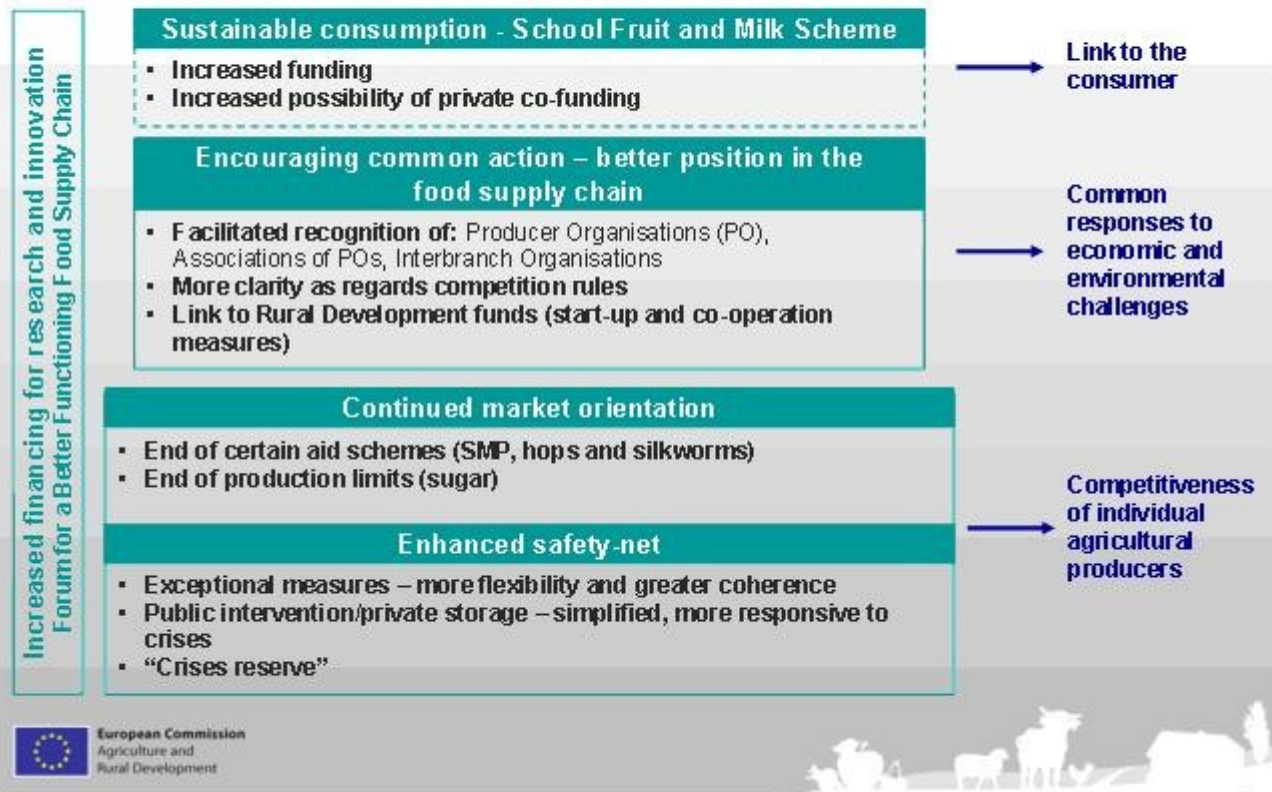 Increased financing for research and innovation
Forum for a Better Functioning Food Supply Chain
Sustainable consumption - School Fruit and Milk Scheme
▪ Increased funding
▪ Increased possibility of private co-funding
Link to the
consumer
Encouraging common action – better position in the
food supply chain
▪ Facilitated recognition of: Producer Organisations (PO),
Associations of POs, Interbranch Organisations
▪ More clarity as regards competition rules
▪ Link to Rural Development funds (start-up and co-operation
measures)
Common
responses to
economic and
environmental
challenges
Continued market orientation
▪ End of certain aid schemes (SMP, hops and silkworms)
▪ End of production limits (sugar)
Enhanced safety-net
▪ Exceptional measures – more flexibility and greater coherence
▪ Public intervention/private storage – simplified, more responsive to
crises
▪ “Crises reserve”
Competitiveness
of individual
agricultural
producers
European Commission
Agriculture and
Rural Development